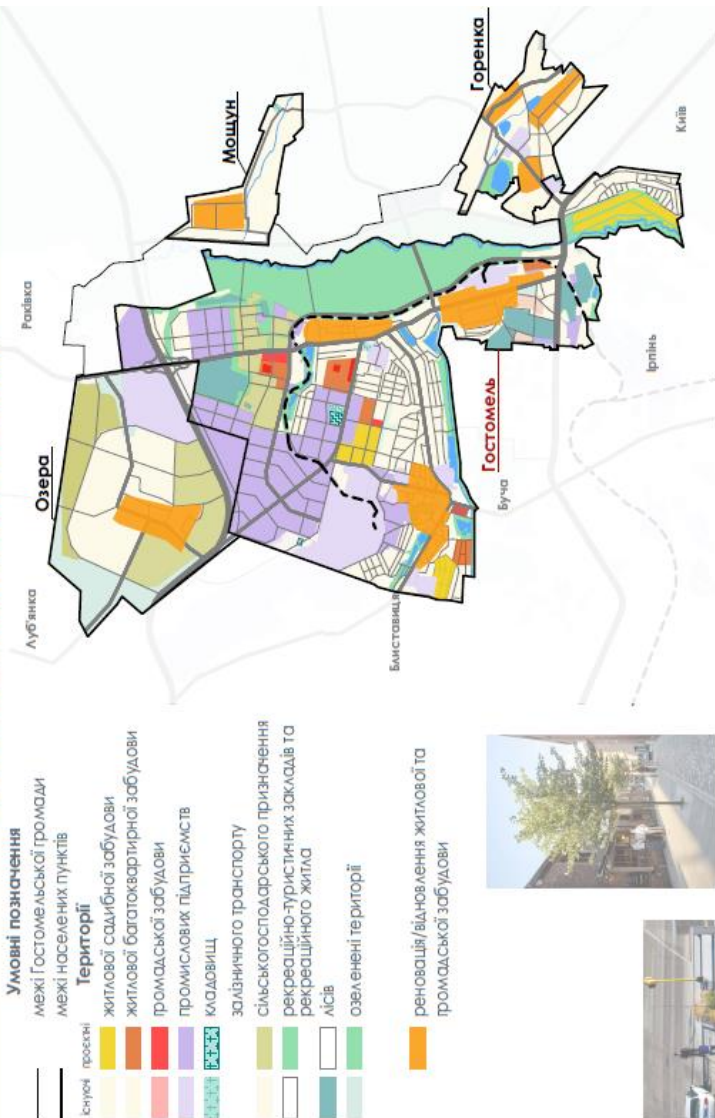 Умовні позначення
межі Гостомельської громади
межі населених пунктів
Території
існуючі проєктні
житлової садибної забудови
житлової багатоквартирної забудови
громадської забудови
промислових підприємств
кладовищ
залізничного транспорту
сільськогосподарського призначення
рекреаційно-туристичних закладів та
рекреаційного житла
лісів
озеленені території
реновація/відновлення житлової та
громадської забудови
Луб'янка
Озера
Раківка
Мощун
Горенка
Київ
Ірпінь
Гостомель
Буча
Блиставиця